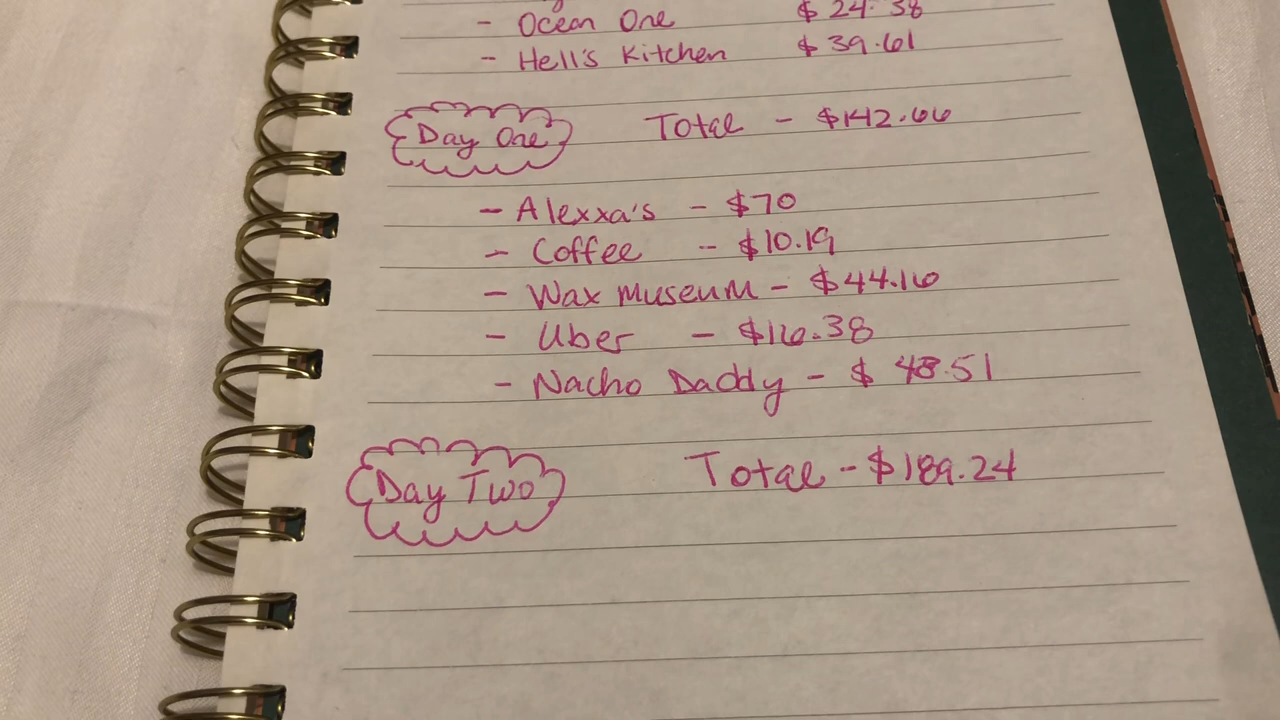 - Ocean One $ 24.38
- Hell's Kitchen $ 39.61
Day One Total - $142.66
- Alexxa's - $70
- Coffee - $10.19
- Wax Museum - $44.16
- Uber - $16.38
- Nacho Daddy - $ 48.51
Day Two Total - $189.24